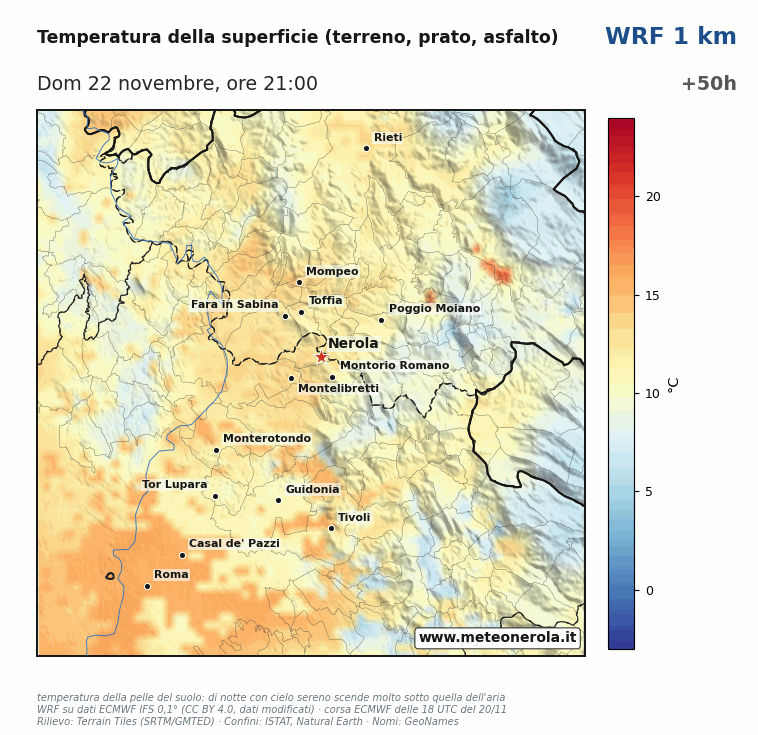 Temperatura della superficie (terreno, prato, asfalto)
WRF 1 km
Dom 22 novembre, ore 21:00
+50h
Rieti
Mompeo
Fara in Sabina
Toffia
Poggio Moiano
Nerola
Montorio Romano
Montelibretti
Monterotondo
Tor Lupara
Guidonia
Tivoli
Casal de' Pazzi
Roma
www.meteonerola.it
20
15
10
5
0
°C
temperatura della pelle del suolo: di notte con cielo sereno scende molto sotto quella dell'aria
WRF su dati ECMWF IFS 0,1° (CC BY 4.0, dati modificati) · corsa ECMWF delle 18 UTC del 20/11
Rilievo: Terrain Tiles (SRTM/GMTED) · Confini: ISTAT, Natural Earth · Nomi: GeoNames